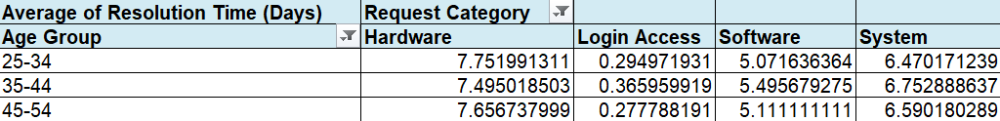 Average of Resolution Time (Days) Request Category
Age Group Hardware Login Access Software System
25-34 7.751991311 0.294971931 5.071636364 6.470171239
35-44 7.495018503 0.365959919 5.495679275 6.752888637
45-54 7.656737999 0.277788191 5.111111111 6.590180289